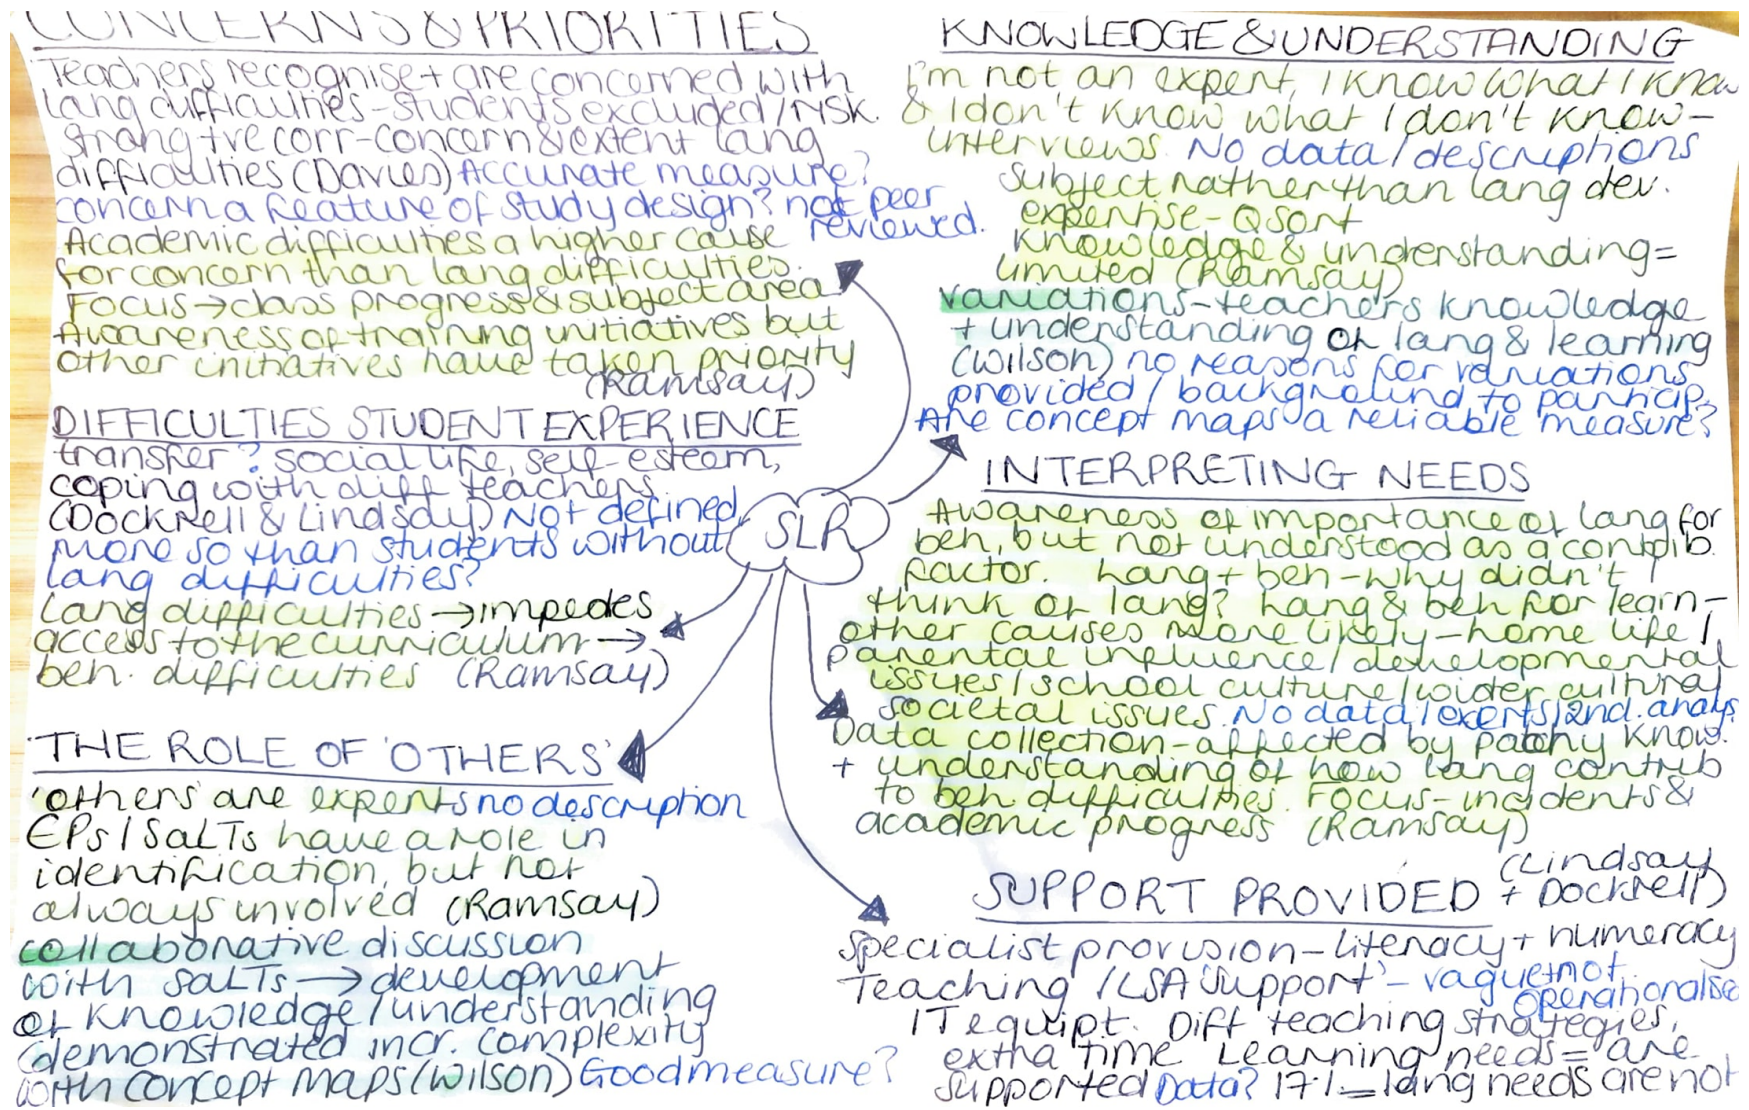 CONCERNS & PRIORITIES
Teachers recognise + are concerned with
lang difficulties - students excluded / risk.
strong +ve corr - concern & extent lang
difficulties (Davies) Accurate measure?
concern a feature of study design? not peer
reviewed.
Academic difficulties a higher cause
for concern than lang difficulties.
Focus → class progress & subject area
Awareness of training initiatives but
other initiatives have taken priority
(Ramsay)
DIFFICULTIES STUDENT EXPERIENCE
transfer? social life, self-esteem,
coping with diff teachers
(Dockrell & Lindsay) Not defined,
more so than students without
lang difficulties?
Lang difficulties → impedes
access to the curriculum →
beh. difficulties (Ramsay)
THE ROLE OF 'OTHERS'
'others' are experts no description
EPs / SaLTs have a role in
identification, but not
always involved (Ramsay)
collaborative discussion
with SaLTs → development
of knowledge / understanding
(demonstrated incr. complexity
with concept maps (Wilson) Good measure?
SLR
KNOWLEDGE & UNDERSTANDING
I'm not an expert, I know what I know
& I don't know what I don't know -
interviews. No data / descriptions
Subject rather than lang dev.
expertise - Q sort
Knowledge & understanding =
limited (Ramsay)
variations - teachers knowledge
+ understanding of lang & learning
(Wilson) no reasons for variations
provided / background to particip.
Are concept maps a reliable measure?
INTERPRETING NEEDS
Awareness of importance of lang for
beh, but not understood as a contrib.
factor. Lang + beh - why didn't I
think of lang? Lang & beh for learn -
other causes more likely - home life /
parental influence / developmental
issues / school culture / wider cultural
societal issues. No data / exerts / 2nd. analys
Data collection - affected by patchy know.
+ understanding of how lang contrib
to beh difficulties. Focus - incidents &
academic progress (Ramsay)
SUPPORT PROVIDED (Lindsay
+ Dockrell)
Specialist provision - literacy + numeracy
Teaching / LSA 'support' - vague + not
operationalise
IT equipt. Diff teaching strategies,
extra time Learning needs = are
supported Data? 17.1 = lang needs are not